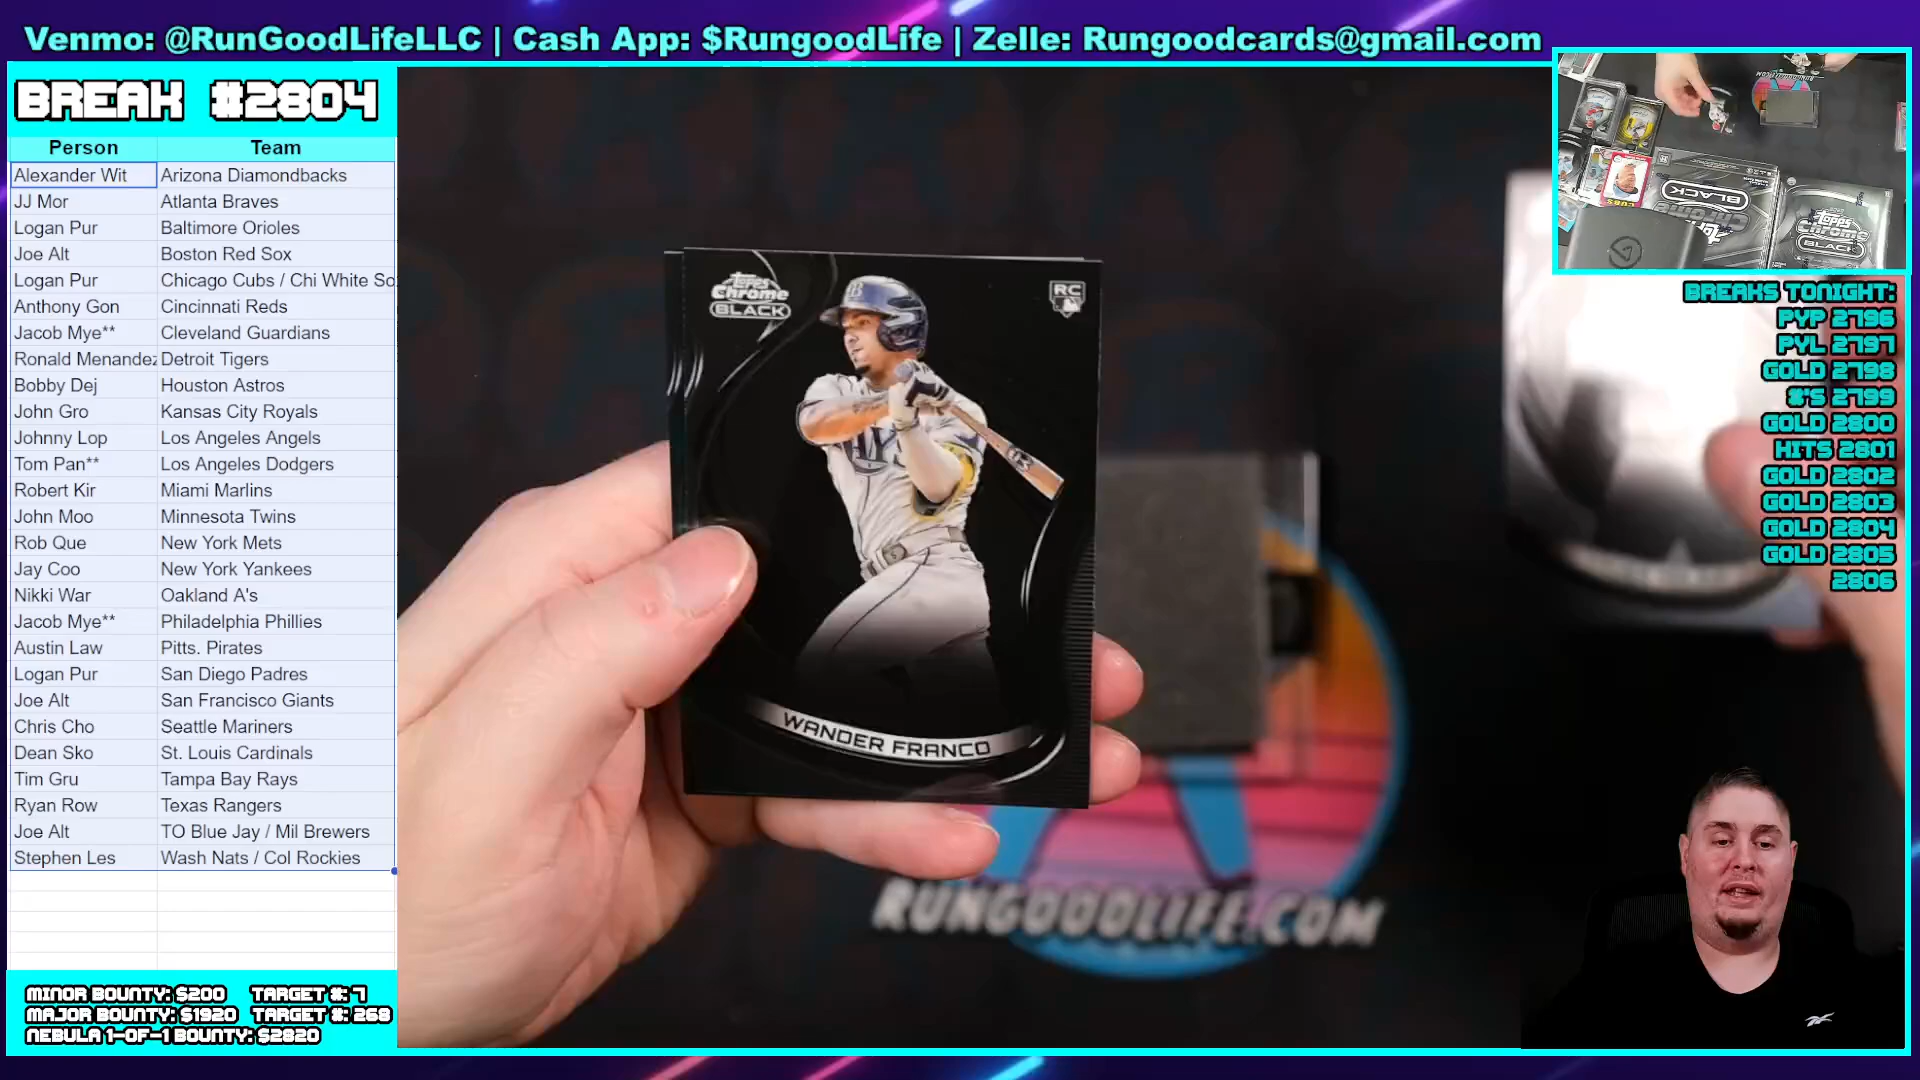 Venmo: @RunGoodLifeLLC | Cash App: $RungoodLife | Zelle: Rungoodcards@gmail.com
BREAK #2804
Person Team
Alexander Wit Arizona Diamondbacks
JJ Mor Atlanta Braves
Logan Pur Baltimore Orioles
Joe Alt Boston Red Sox
Logan Pur Chicago Cubs / Chi White So
Anthony Gon Cincinnati Reds
Jacob Mye** Cleveland Guardians
Ronald Menandez Detroit Tigers
Bobby Dej Houston Astros
John Gro Kansas City Royals
Johnny Lop Los Angeles Angels
Tom Pan** Los Angeles Dodgers
Robert Kir Miami Marlins
John Moo Minnesota Twins
Rob Que New York Mets
Jay Coo New York Yankees
Nikki War Oakland A's
Jacob Mye** Philadelphia Phillies
Austin Law Pitts. Pirates
Logan Pur San Diego Padres
Joe Alt San Francisco Giants
Chris Cho Seattle Mariners
Dean Sko St. Louis Cardinals
Tim Gru Tampa Bay Rays
Ryan Row Texas Rangers
Joe Alt TO Blue Jay / Mil Brewers
Stephen Les Wash Nats / Col Rockies
MINOR BOUNTY: $200 TARGET #: 7
MAJOR BOUNTY: $1920 TARGET #: 268
NEBULA 1-OF-1 BOUNTY: $2820
Topps
Chrome
BLACK
RC
WANDER FRANCO
RUNGOODLIFE.COM
Topps
Chrome
BLACK
Topps
Chrome
BLACK
CUBS
BREAKS TONIGHT:
PYP 2796
PYL 2797
GOLD 2798
#'S 2799
GOLD 2800
HITS 2801
GOLD 2802
GOLD 2803
GOLD 2804
GOLD 2805
2806